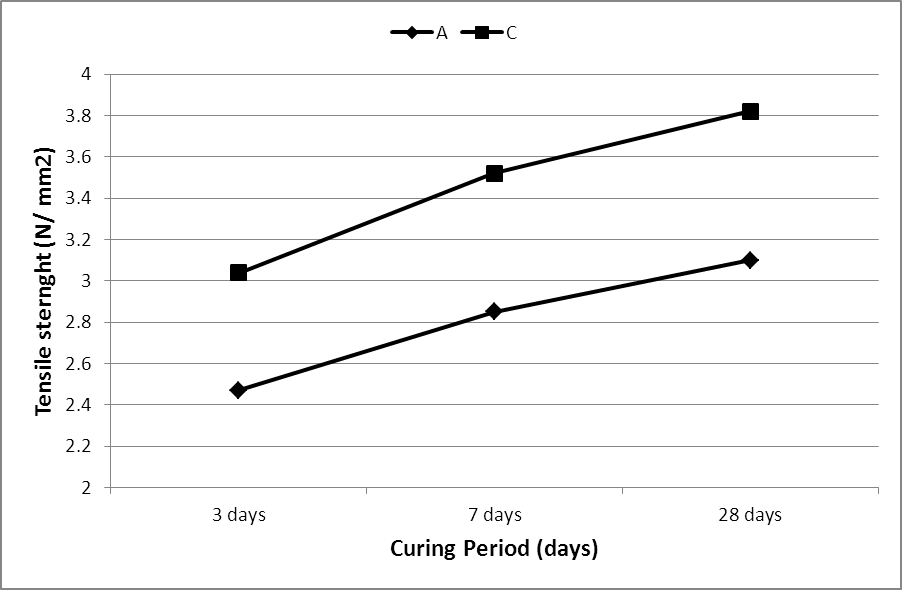 A C
4
3.8
3.6
3.4
3.2
3
2.8
2.6
2.4
2.2
2
Tensile sternght (N/ mm2)
3 days 7 days 28 days
Curing Period (days)